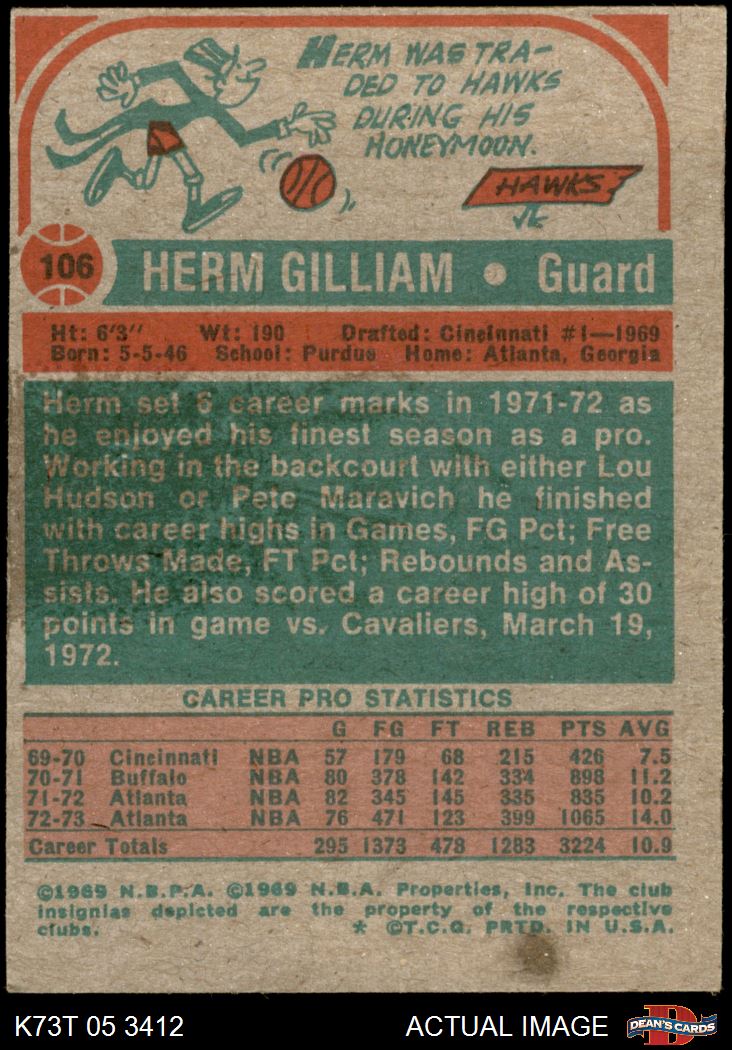 HERM WAS TRA-
DED TO HAWKS
DURING HIS
HONEYMOON.
HAWKS
106 HERM GILLIAM • Guard
Ht: 6'3" Wt: 190 Drafted: Cincinnati #1—1969
Born: 5-5-46 School: Purdue Home: Atlanta, Georgia
Herm set 6 career marks in 1971-72 as
he enjoyed his finest season as a pro.
Working in the backcourt with either Lou
Hudson or Pete Maravich he finished
with career highs in Games, FG Pct; Free
Throws Made, FT Pct; Rebounds and As-
sists. He also scored a career high of 30
points in game vs. Cavaliers, March 19,
1972.
CAREER PRO STATISTICS
G FG FT REB PTS AVG
69-70 Cincinnati NBA 57 179 68 215 426 7.5
70-71 Buffalo NBA 80 378 142 334 898 11.2
71-72 Atlanta NBA 82 345 145 335 835 10.2
72-73 Atlanta NBA 76 471 123 399 1065 14.0
Career Totals 295 1373 478 1283 3224 10.9
©1969 N.B.P.A. ©1969 N.B.A. Properties, Inc. The club
insignias depicted are the property of the respective
clubs. * ©T.C.G. PRTD. IN U.S.A.
K73T 05 3412 ACTUAL IMAGE DEAN'S CARDS